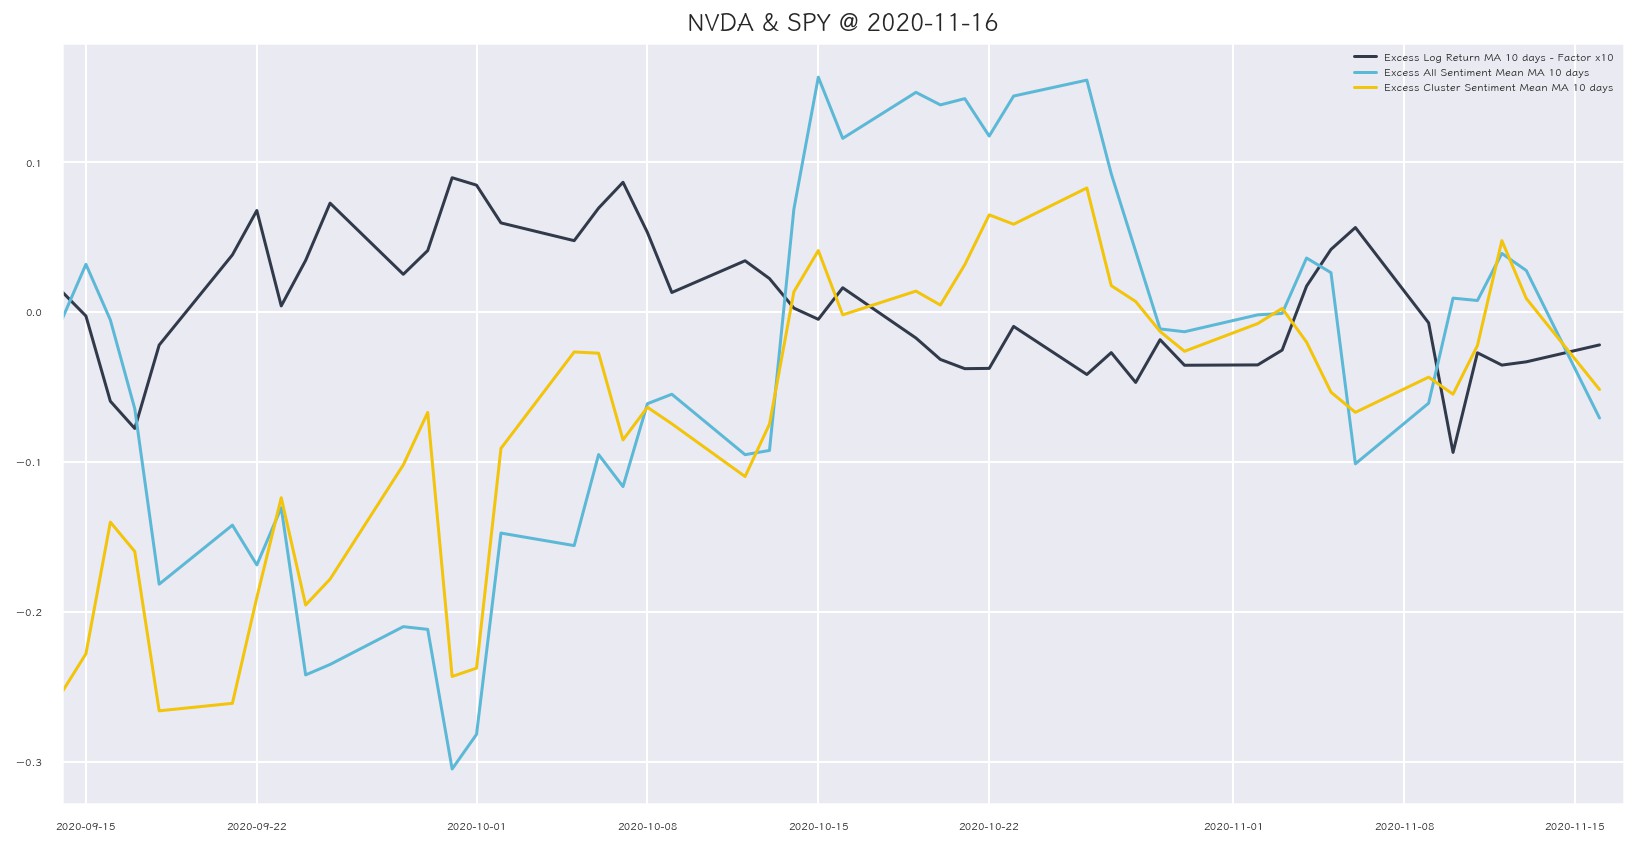 NVDA & SPY @ 2020-11-16
Excess Log Return MA 10 days - Factor x10
Excess All Sentiment Mean MA 10 days
Excess Cluster Sentiment Mean MA 10 days
0.1
0.0
−0.1
−0.2
−0.3
2020-09-15 2020-09-22 2020-10-01 2020-10-08 2020-10-15 2020-10-22 2020-11-01 2020-11-08 2020-11-15